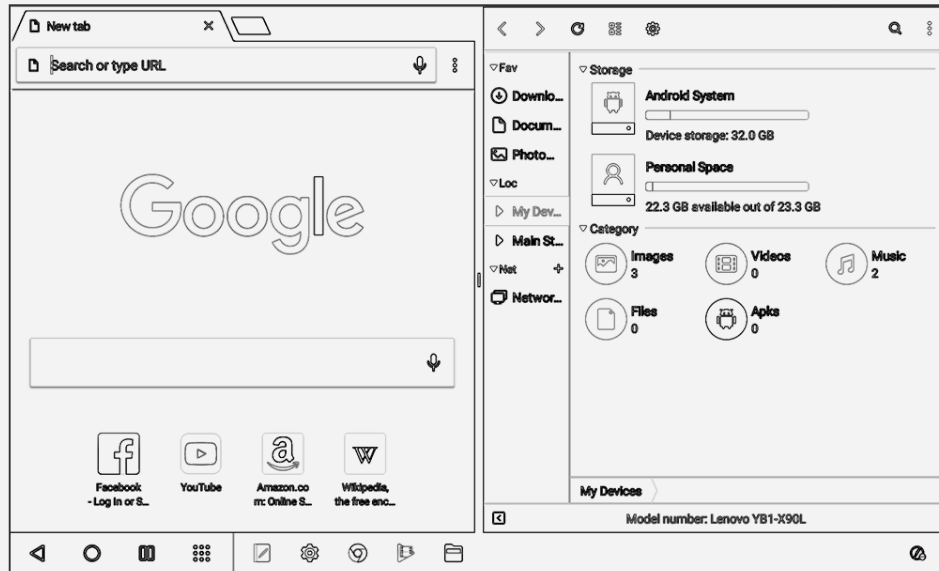 New tab
Search or type URL
Google
Facebook
- Log In or S...
YouTube
Amazon.co
m: Online S...
Wikipedia,
the free enc...
Fav
Downlo...
Docum...
Photo...
Loc
My Dev...
Main St...
Net
Networ...
Storage
Android System
Device storage: 32.0 GB
Personal Space
22.3 GB available out of 23.3 GB
Category
Images
3
Videos
0
Music
2
Files
0
Apks
0
My Devices
Model number: Lenovo YB1-X90L